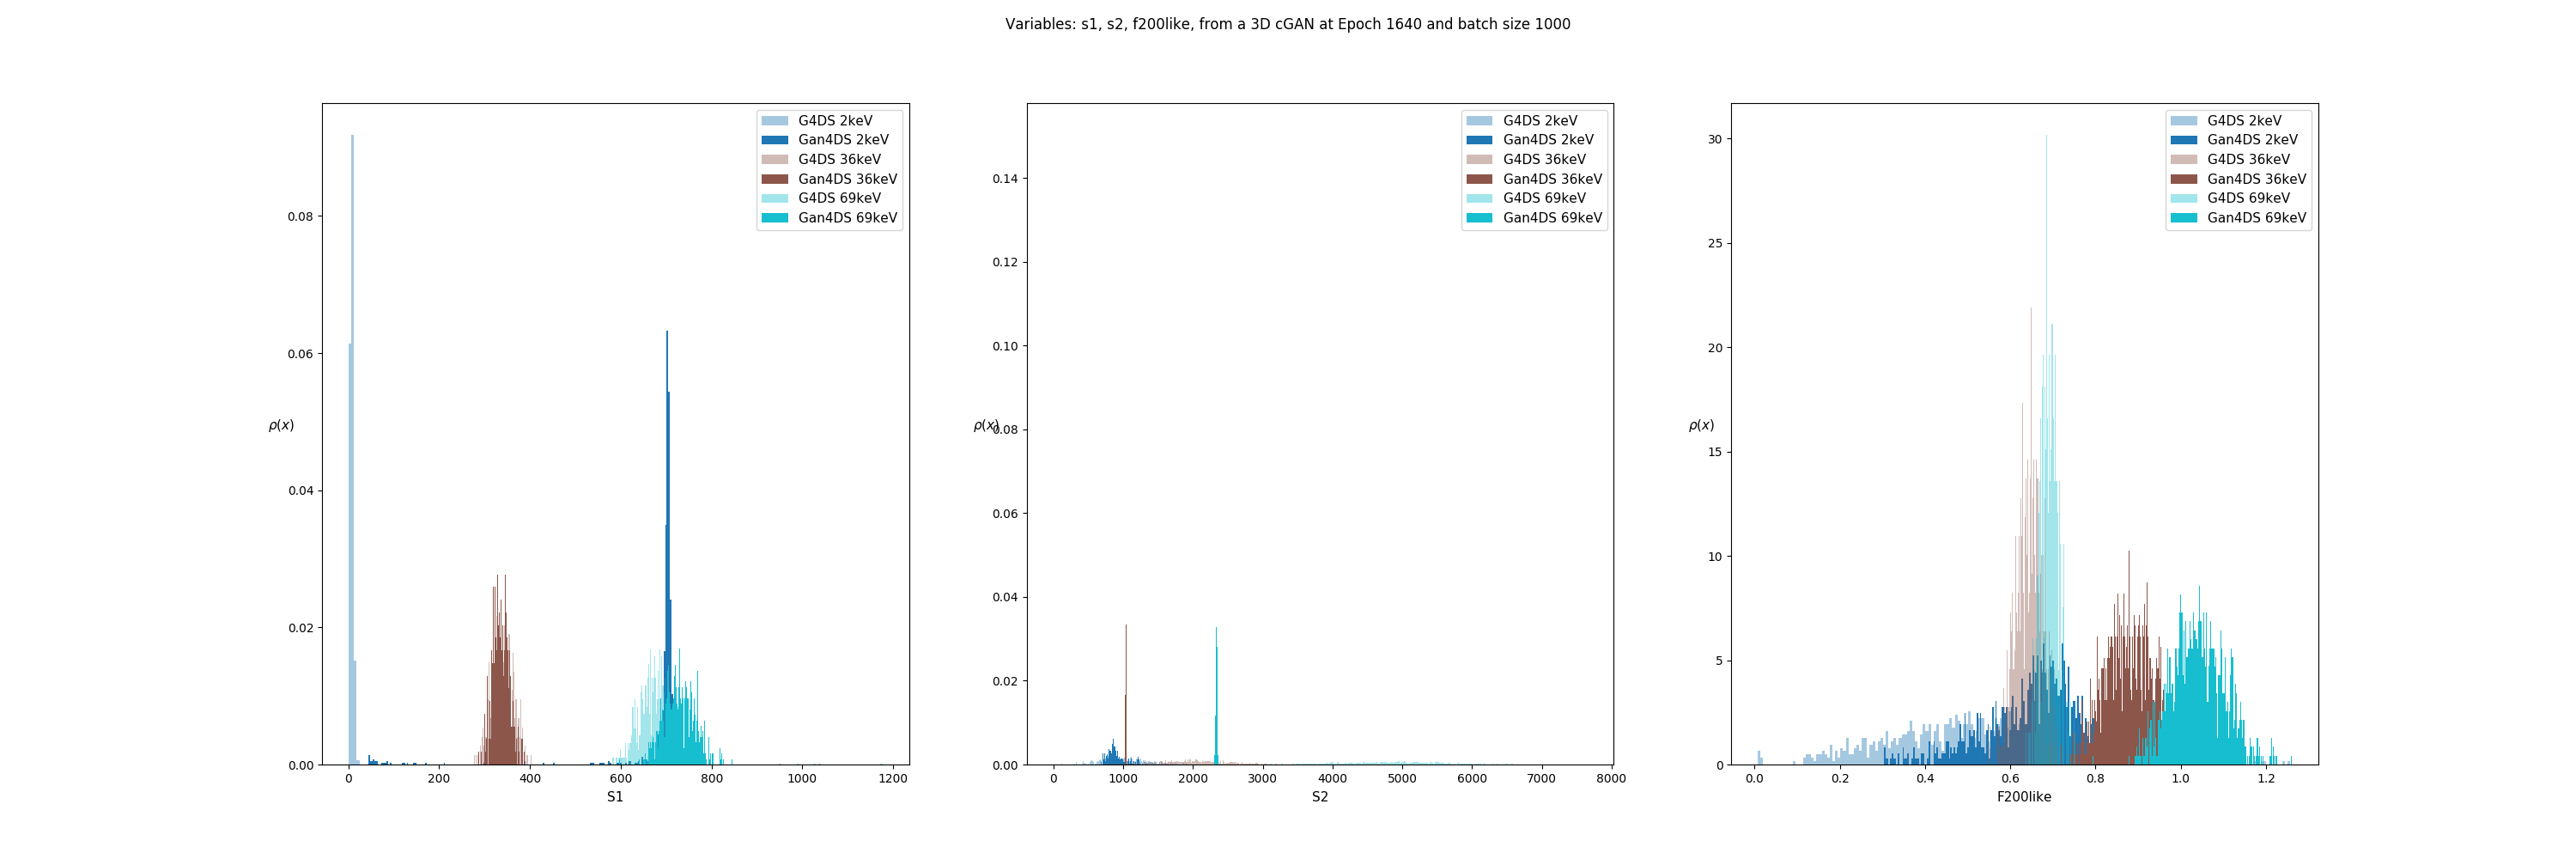 Variables: s1, s2, f200like, from a 3D cGAN at Epoch 1640 and batch size 1000
G4DS 2keV
Gan4DS 2keV
G4DS 36keV
Gan4DS 36keV
G4DS 69keV
Gan4DS 69keV
0.08
0.06
0.04
0.02
0.00
ρ(x)
0 200 400 600 800 1000 1200
S1
G4DS 2keV
Gan4DS 2keV
G4DS 36keV
Gan4DS 36keV
G4DS 69keV
Gan4DS 69keV
0.14
0.12
0.10
0.08
0.06
0.04
0.02
0.00
ρ(x)
0 1000 2000 3000 4000 5000 6000 7000 8000
S2
G4DS 2keV
Gan4DS 2keV
G4DS 36keV
Gan4DS 36keV
G4DS 69keV
Gan4DS 69keV
30
25
20
15
10
5
0
ρ(x)
0.0 0.2 0.4 0.6 0.8 1.0 1.2
F200like